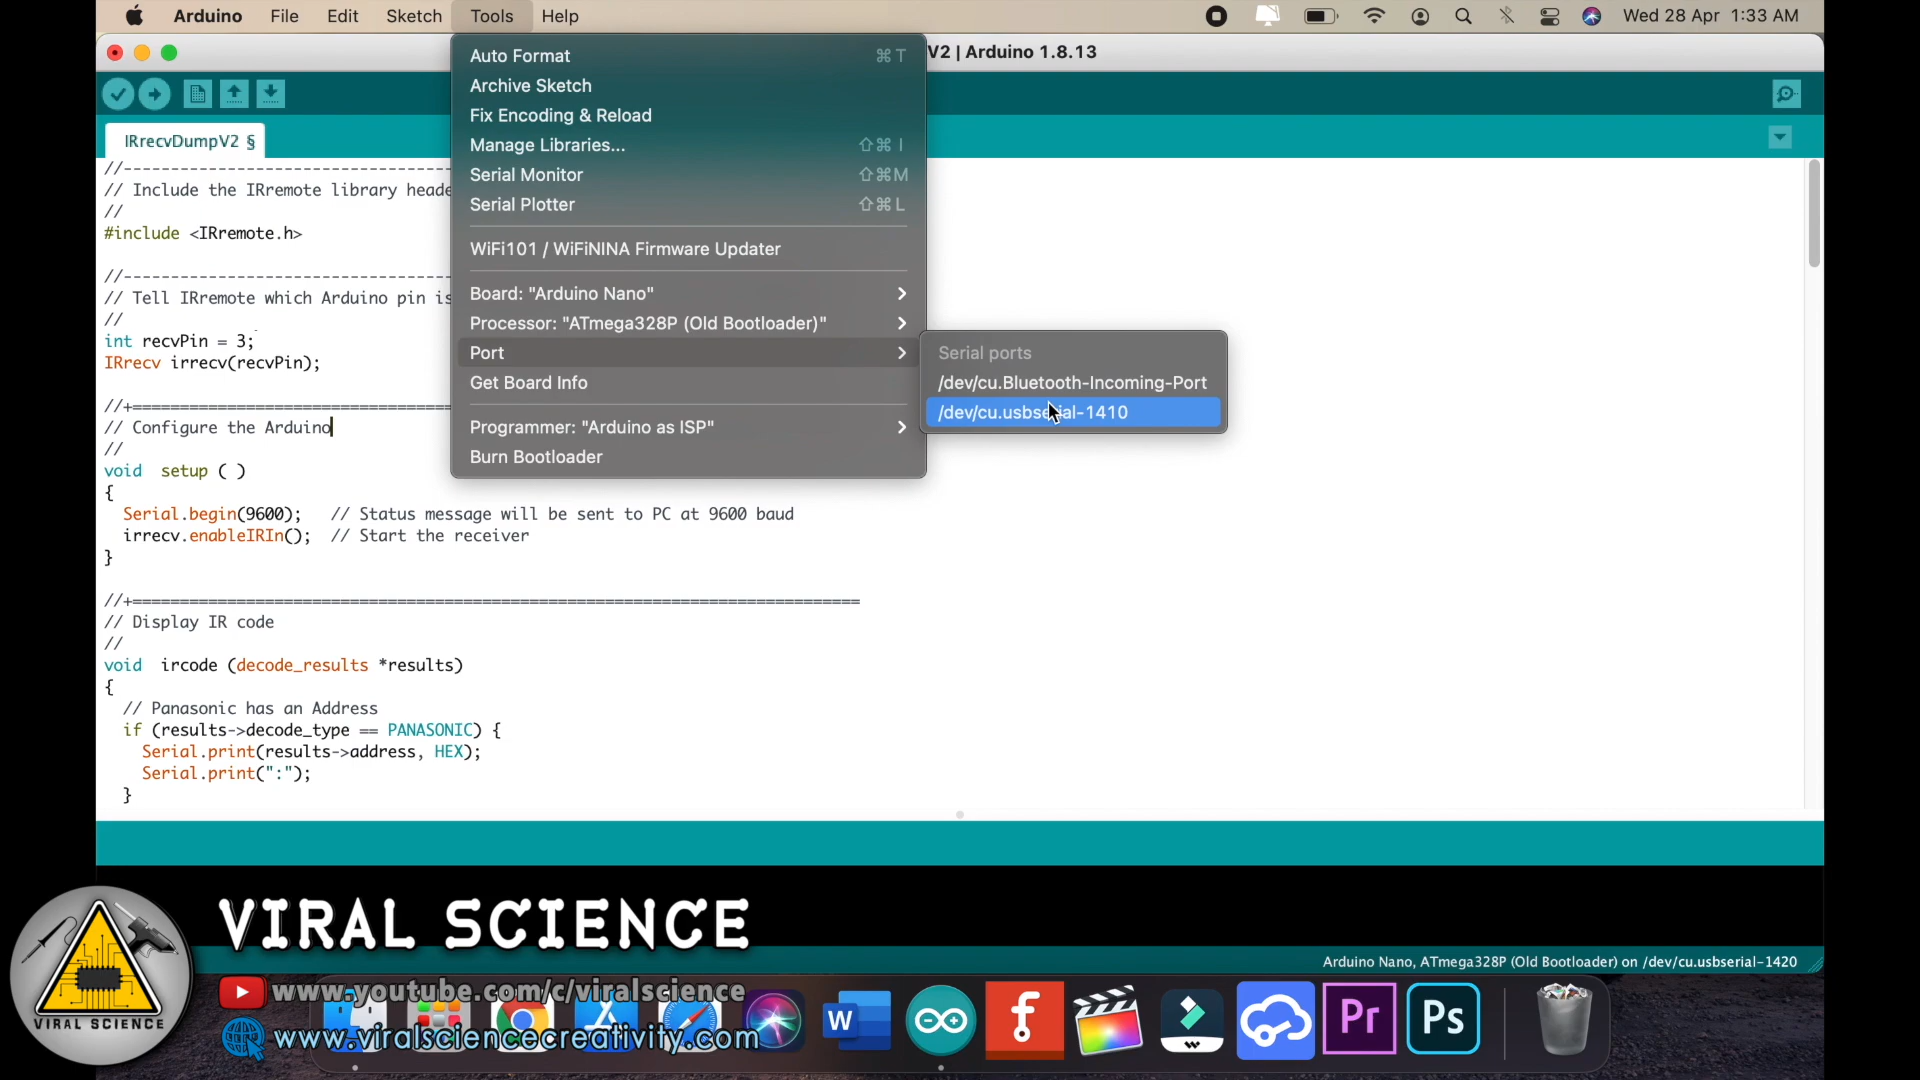 Arduino File Edit Sketch Tools Help Wed 28 Apr 1:33 AM
V2 | Arduino 1.8.13
Auto Format ⌘ T
Archive Sketch
Fix Encoding & Reload
Manage Libraries... ⇧⌘ I
Serial Monitor ⇧⌘M
Serial Plotter ⇧⌘ L
WiFi101 / WiFiNINA Firmware Updater
Board: "Arduino Nano"
Processor: "ATmega328P (Old Bootloader)"
Port
Get Board Info
Programmer: "Arduino as ISP"
Burn Bootloader
Serial ports
/dev/cu.Bluetooth-Incoming-Port
/dev/cu.usbserial-1410
IRrecvDumpV2 §
//----------------------------------
// Include the IRremote library heade
//
#include <IRremote.h>
//----------------------------------
// Tell IRremote which Arduino pin is
//
int recvPin = 3;
IRrecv irrecv(recvPin);
//+==================================
// Configure the Arduino
//
void  setup ( )
{
  Serial.begin(9600);   // Status message will be sent to PC at 9600 baud
  irrecv.enableIRIn();  // Start the receiver
}
//+=============================================================================
// Display IR code
//
void  ircode (decode_results *results)
{
  // Panasonic has an Address
  if (results->decode_type == PANASONIC) {
    Serial.print(results->address, HEX);
    Serial.print(":");
  }
Arduino Nano, ATmega328P (Old Bootloader) on /dev/cu.usbserial-1420
VIRAL SCIENCE
VIRAL SCIENCE
www.youtube.com/c/viralscience
www.viralsciencecreativity.com
W
f
Pr
Ps